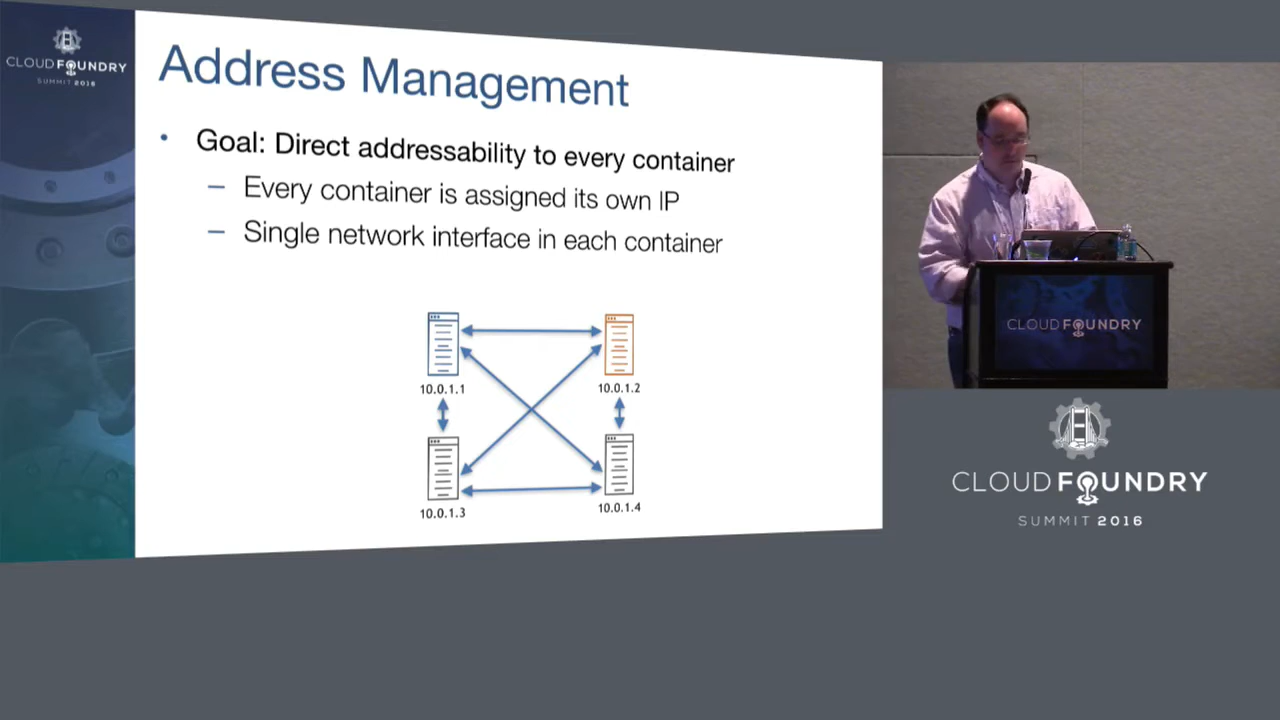 CLOUD FOUNDRY
SUMMIT 2016
Address Management
• Goal: Direct addressability to every container
– Every container is assigned its own IP
– Single network interface in each container
10.0.1.1
10.0.1.2
10.0.1.3
10.0.1.4
CLOUD FOUNDRY
CLOUD FOUNDRY
SUMMIT 2016